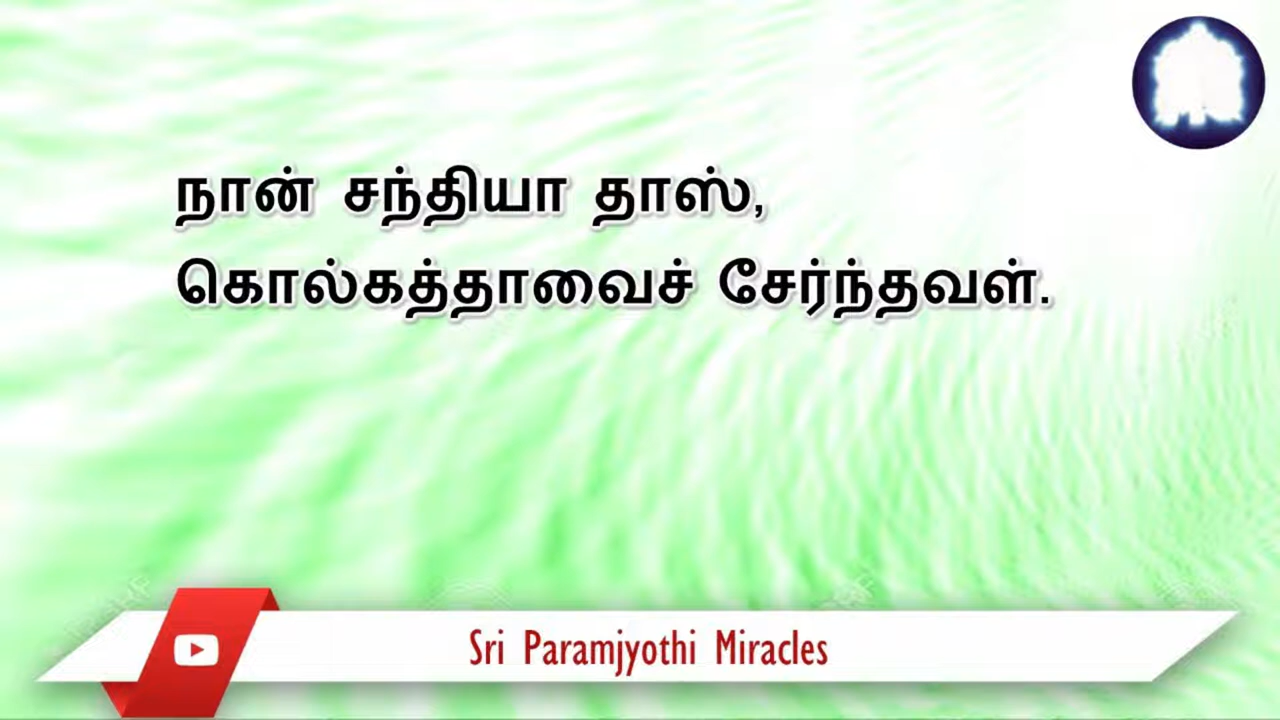 நான் சந்தியா தாஸ்,
கொல்கத்தாவைச் சேர்ந்தவள்.
Sri Paramjyothi Miracles